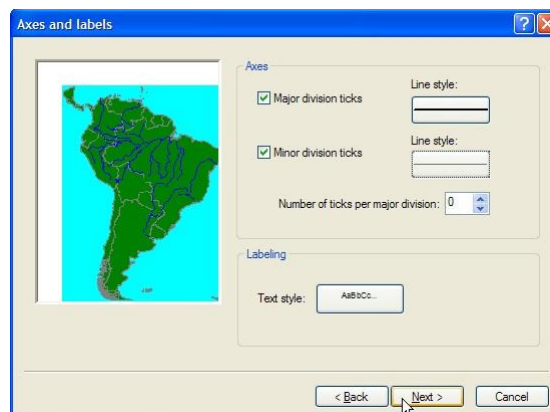 Axes and labels
Axes
Major division ticks
Line style:
Minor division ticks
Line style:
Number of ticks per major division: 0
Labeling
Text style: AaBbCc...
< Back Next > Cancel